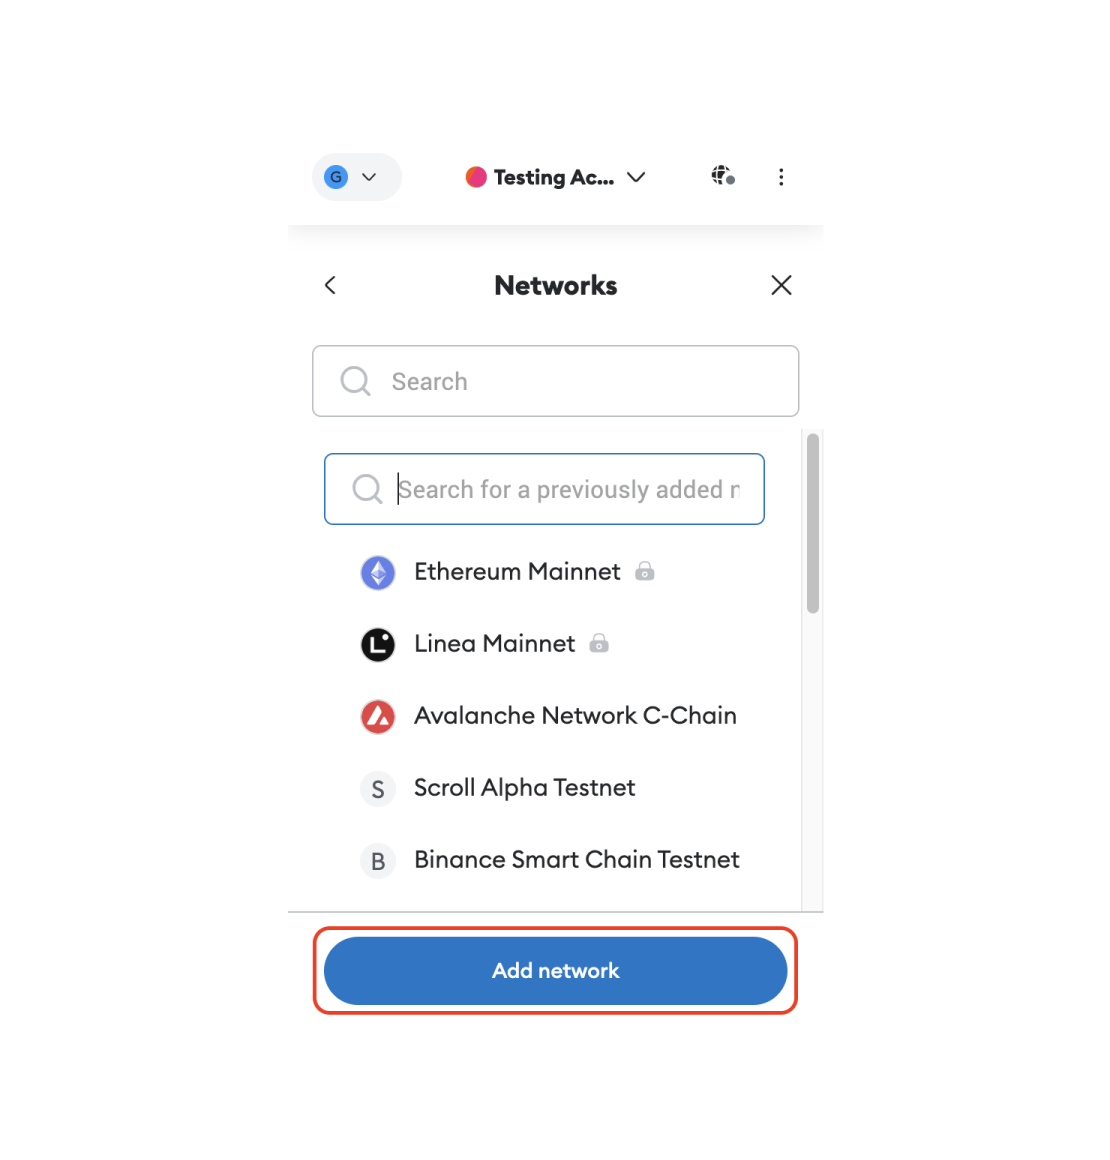 G
Testing Ac...
Networks
Search
Search for a previously added n
Ethereum Mainnet
Linea Mainnet
Avalanche Network C-Chain
S Scroll Alpha Testnet
B Binance Smart Chain Testnet
Add network